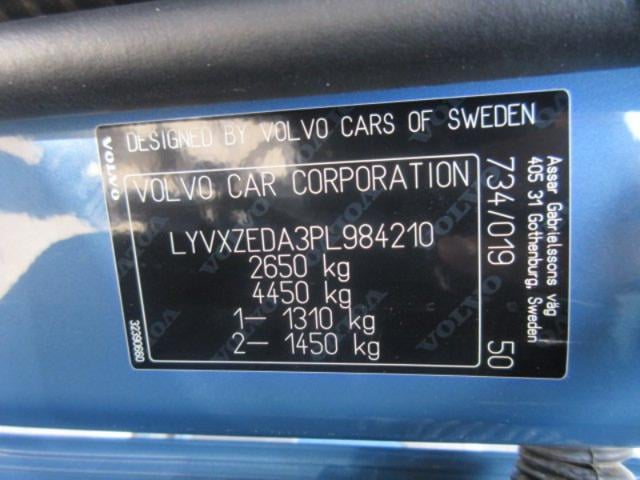 DESIGNED BY VOLVO CARS OF SWEDEN
VOLVO
VOLVO CAR CORPORATION
LYVXZEDA3PL984210
2650 kg
4450 kg
1– 1310 kg
2– 1450 kg
32390660
734/019
50
Assar Gabrielssons väg
405 31 Gothenburg, Sweden